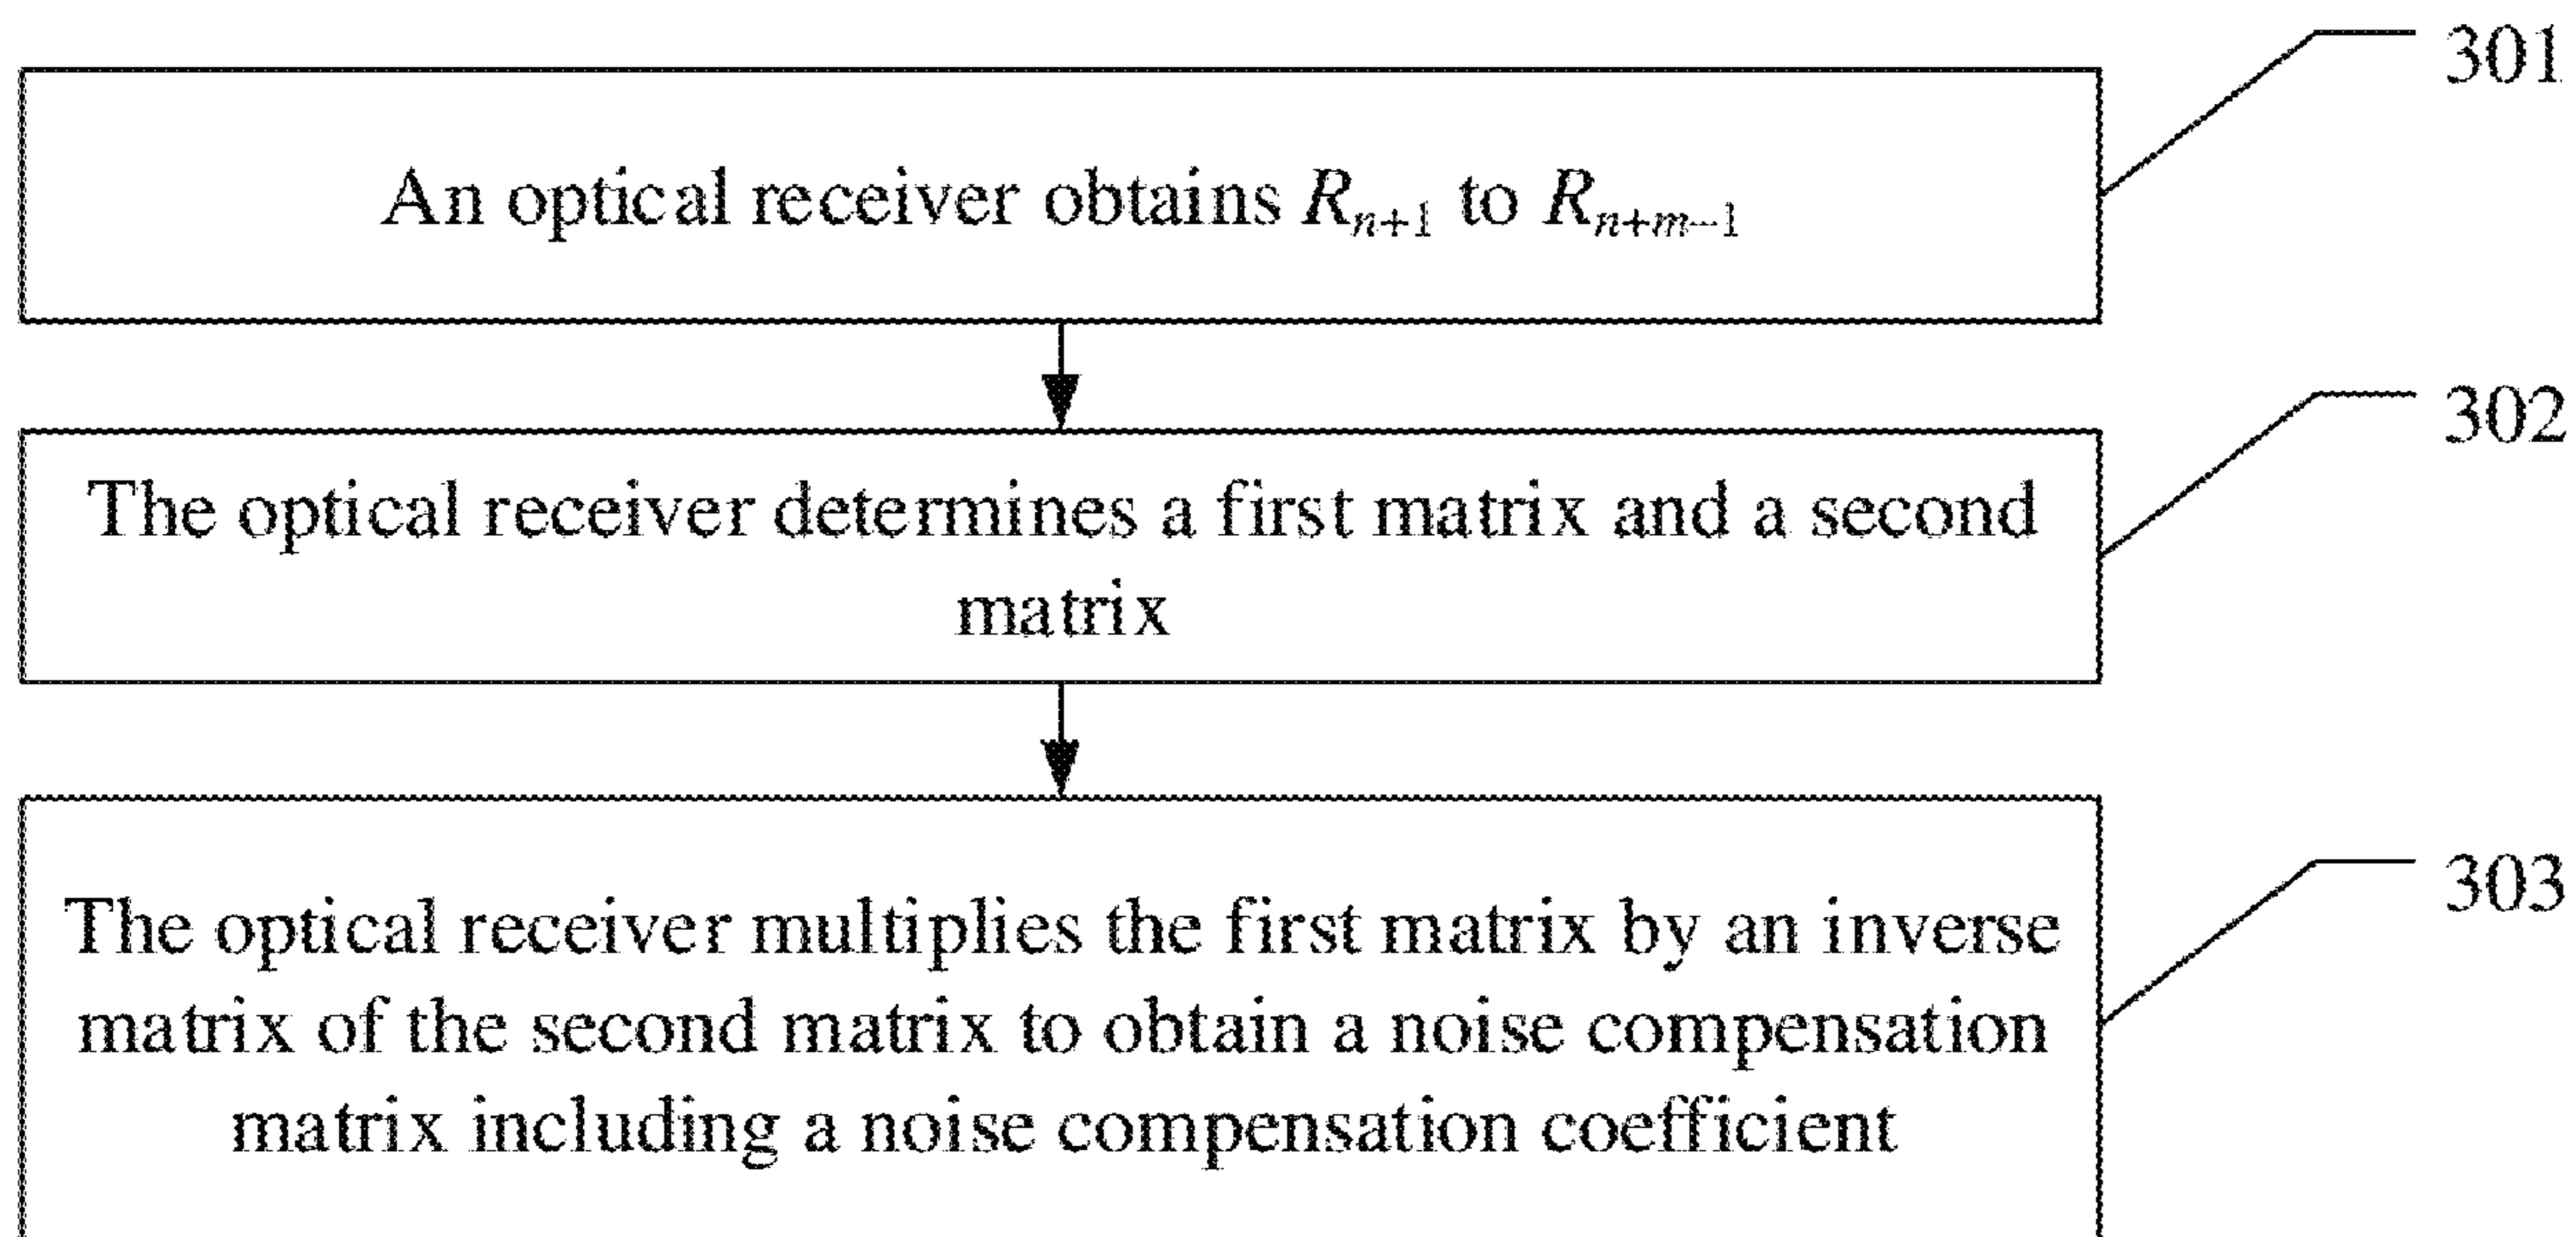 301
An optical receiver obtains Rₙ₊₁ to Rₙ₊ₘ₋₁
302
The optical receiver determines a first matrix and a second
matrix
303
The optical receiver multiplies the first matrix by an inverse
matrix of the second matrix to obtain a noise compensation
matrix including a noise compensation coefficient